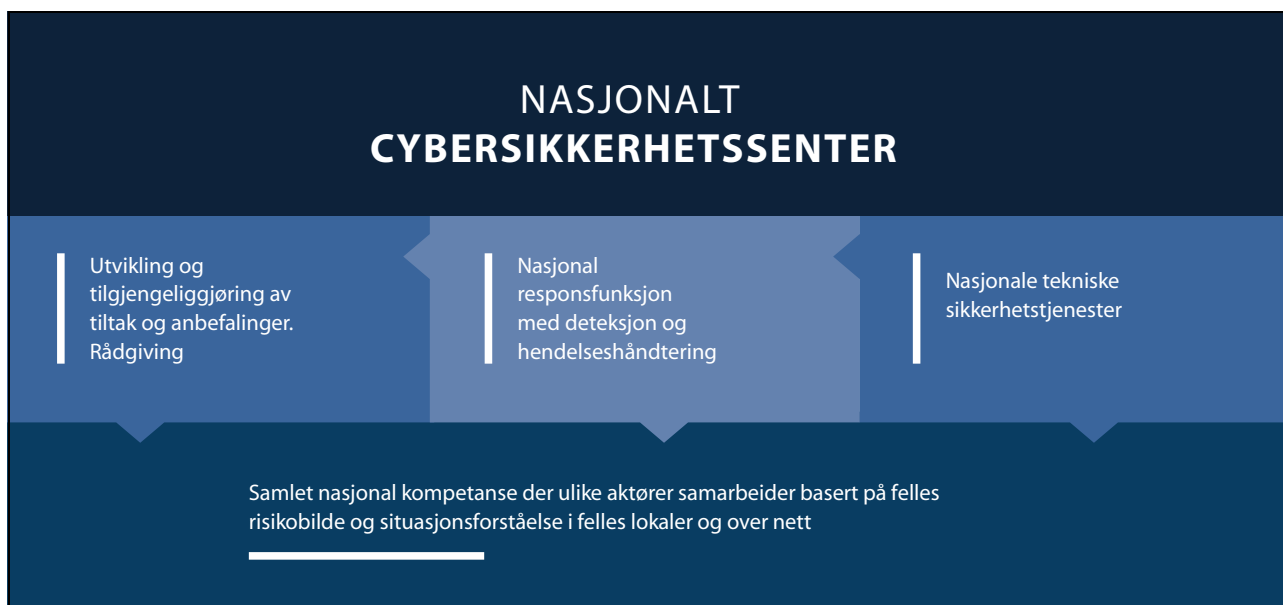 NASJONALT
CYBERSIKKERHETSSENTER
Utvikling og
tilgjengeliggjøring av
tiltak og anbefalinger.
Rådgiving
Nasjonal
responsfunksjon
med deteksjon og
hendelseshåndtering
Nasjonale tekniske
sikkerhetstjenester
Samlet nasjonal kompetanse der ulike aktører samarbeider basert på felles
risikobilde og situasjonsforståelse i felles lokaler og over nett